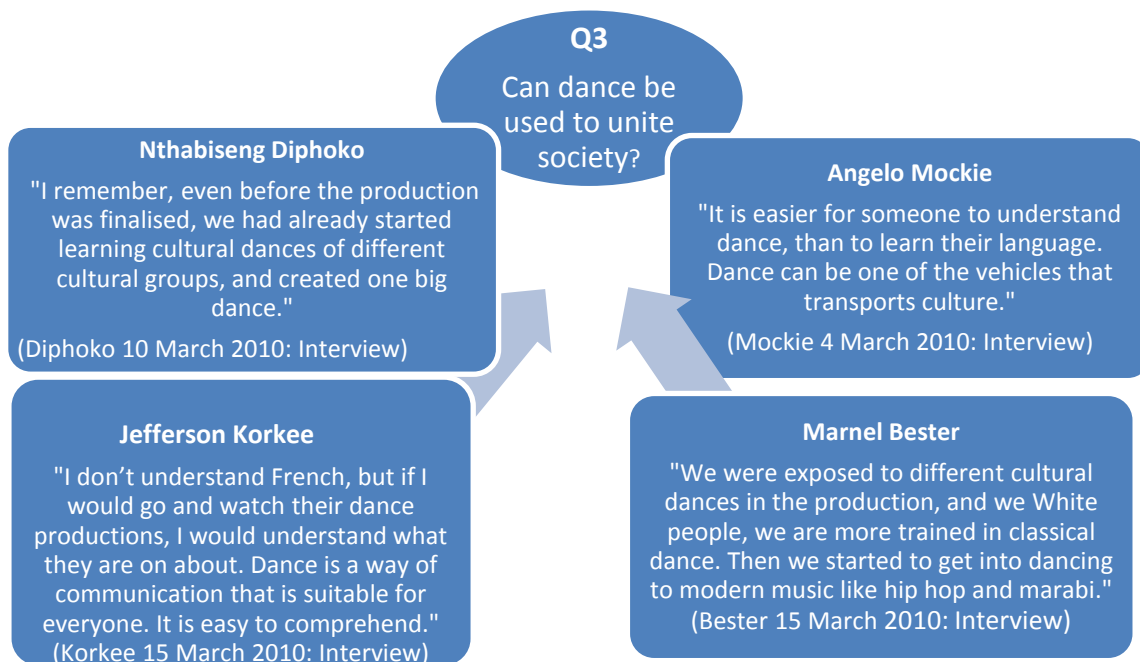 Q3
Can dance be
used to unite
society?
Nthabiseng Diphoko
"I remember, even before the production
was finalised, we had already started
learning cultural dances of different
cultural groups, and created one big
dance."
(Diphoko 10 March 2010: Interview)
Angelo Mockie
"It is easier for someone to understand
dance, than to learn their language.
Dance can be one of the vehicles that
transports culture."
(Mockie 4 March 2010: Interview)
Jefferson Korkee
"I don’t understand French, but if I
would go and watch their dance
productions, I would understand what
they are on about. Dance is a way of
communication that is suitable for
everyone. It is easy to comprehend."
(Korkee 15 March 2010: Interview)
Marnel Bester
"We were exposed to different cultural
dances in the production, and we White
people, we are more trained in classical
dance. Then we started to get into dancing
to modern music like hip hop and marabi."
(Bester 15 March 2010: Interview)